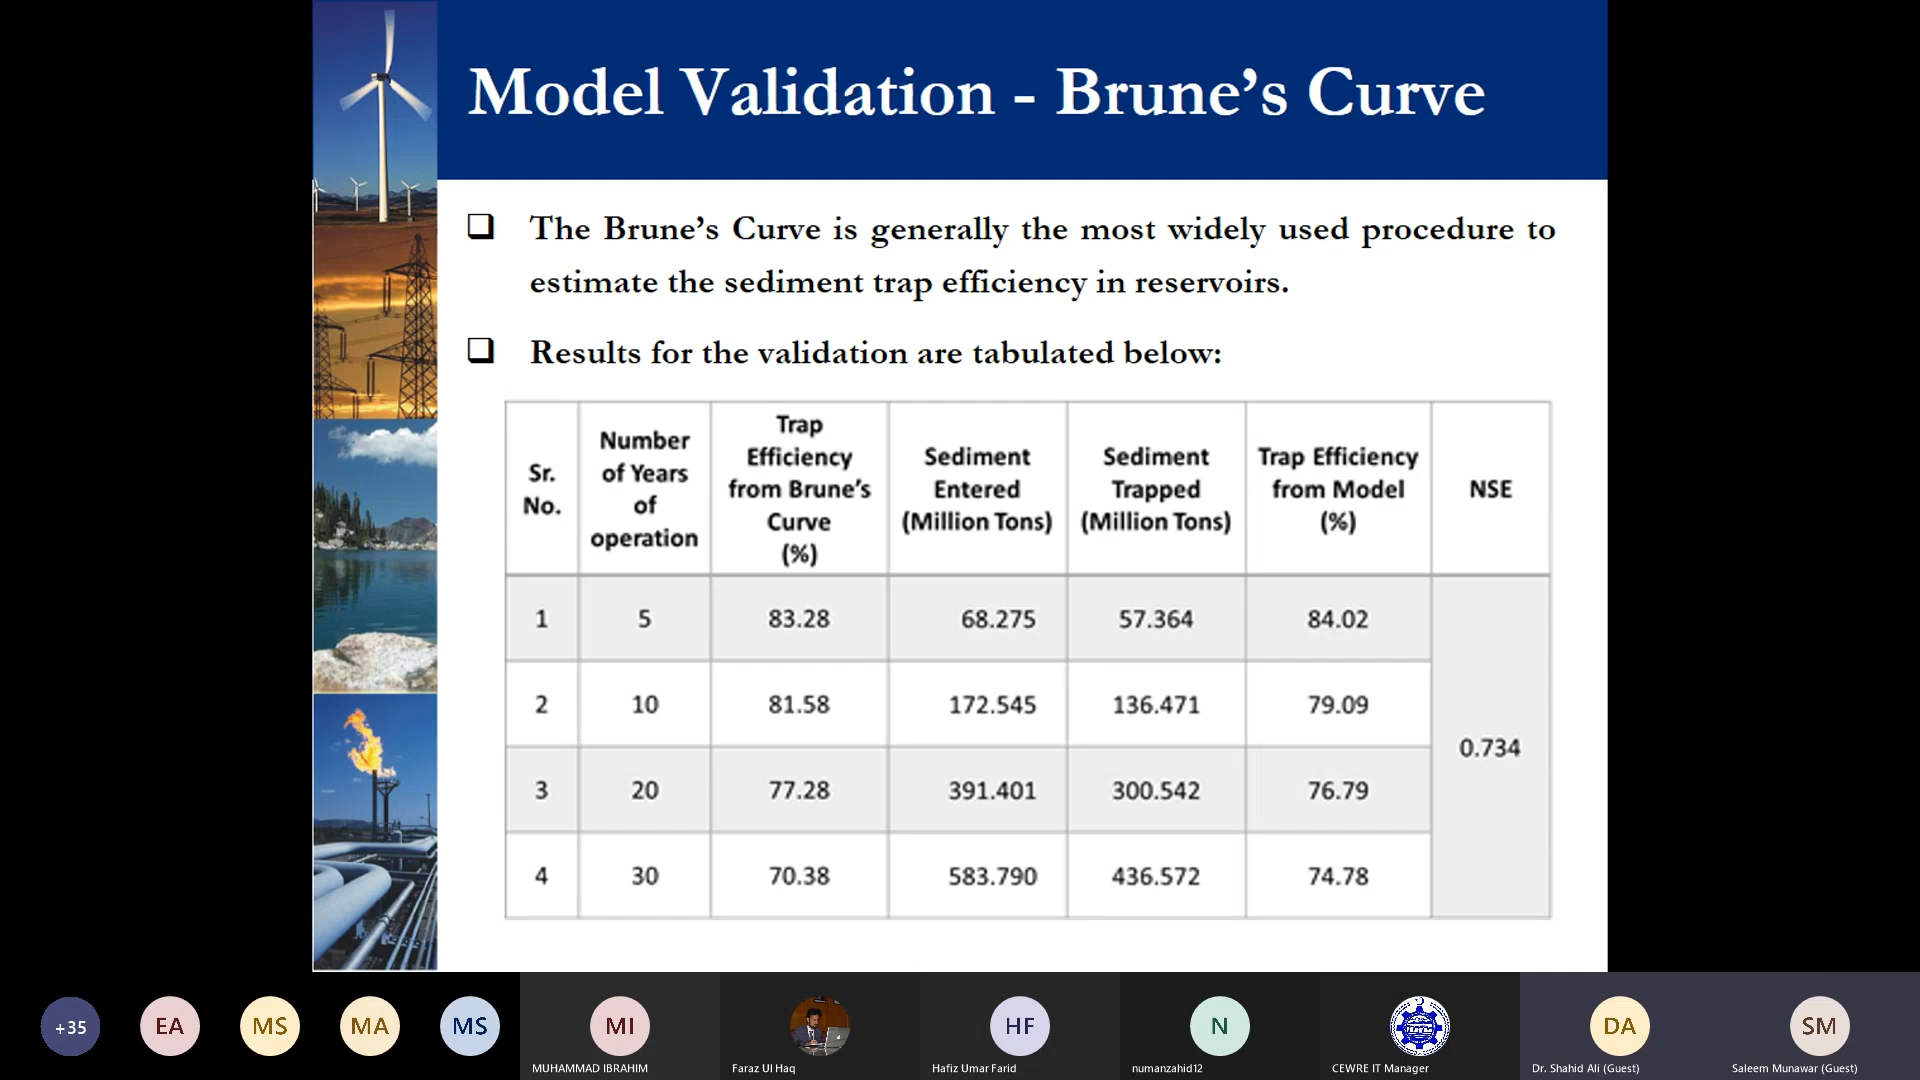 Model Validation - Brune's Curve
❑ The Brune's Curve is generally the most widely used procedure to
estimate the sediment trap efficiency in reservoirs.
❑ Results for the validation are tabulated below:
Sr. No. | Number of Years of operation | Trap Efficiency from Brune's Curve (%) | Sediment Entered (Million Tons) | Sediment Trapped (Million Tons) | Trap Efficiency from Model (%) | NSE
1 | 5 | 83.28 | 68.275 | 57.364 | 84.02 | 0.734
2 | 10 | 81.58 | 172.545 | 136.471 | 79.09
3 | 20 | 77.28 | 391.401 | 300.542 | 76.79
4 | 30 | 70.38 | 583.790 | 436.572 | 74.78
+35
EA
MS
MA
MS
MI
MUHAMMAD IBRAHIM
Faraz Ul Haq
HF
Hafiz Umar Farid
N
numanzahid12
CEWRE IT Manager
DA
Dr. Shahid Ali (Guest)
SM
Saleem Munawar (Guest)